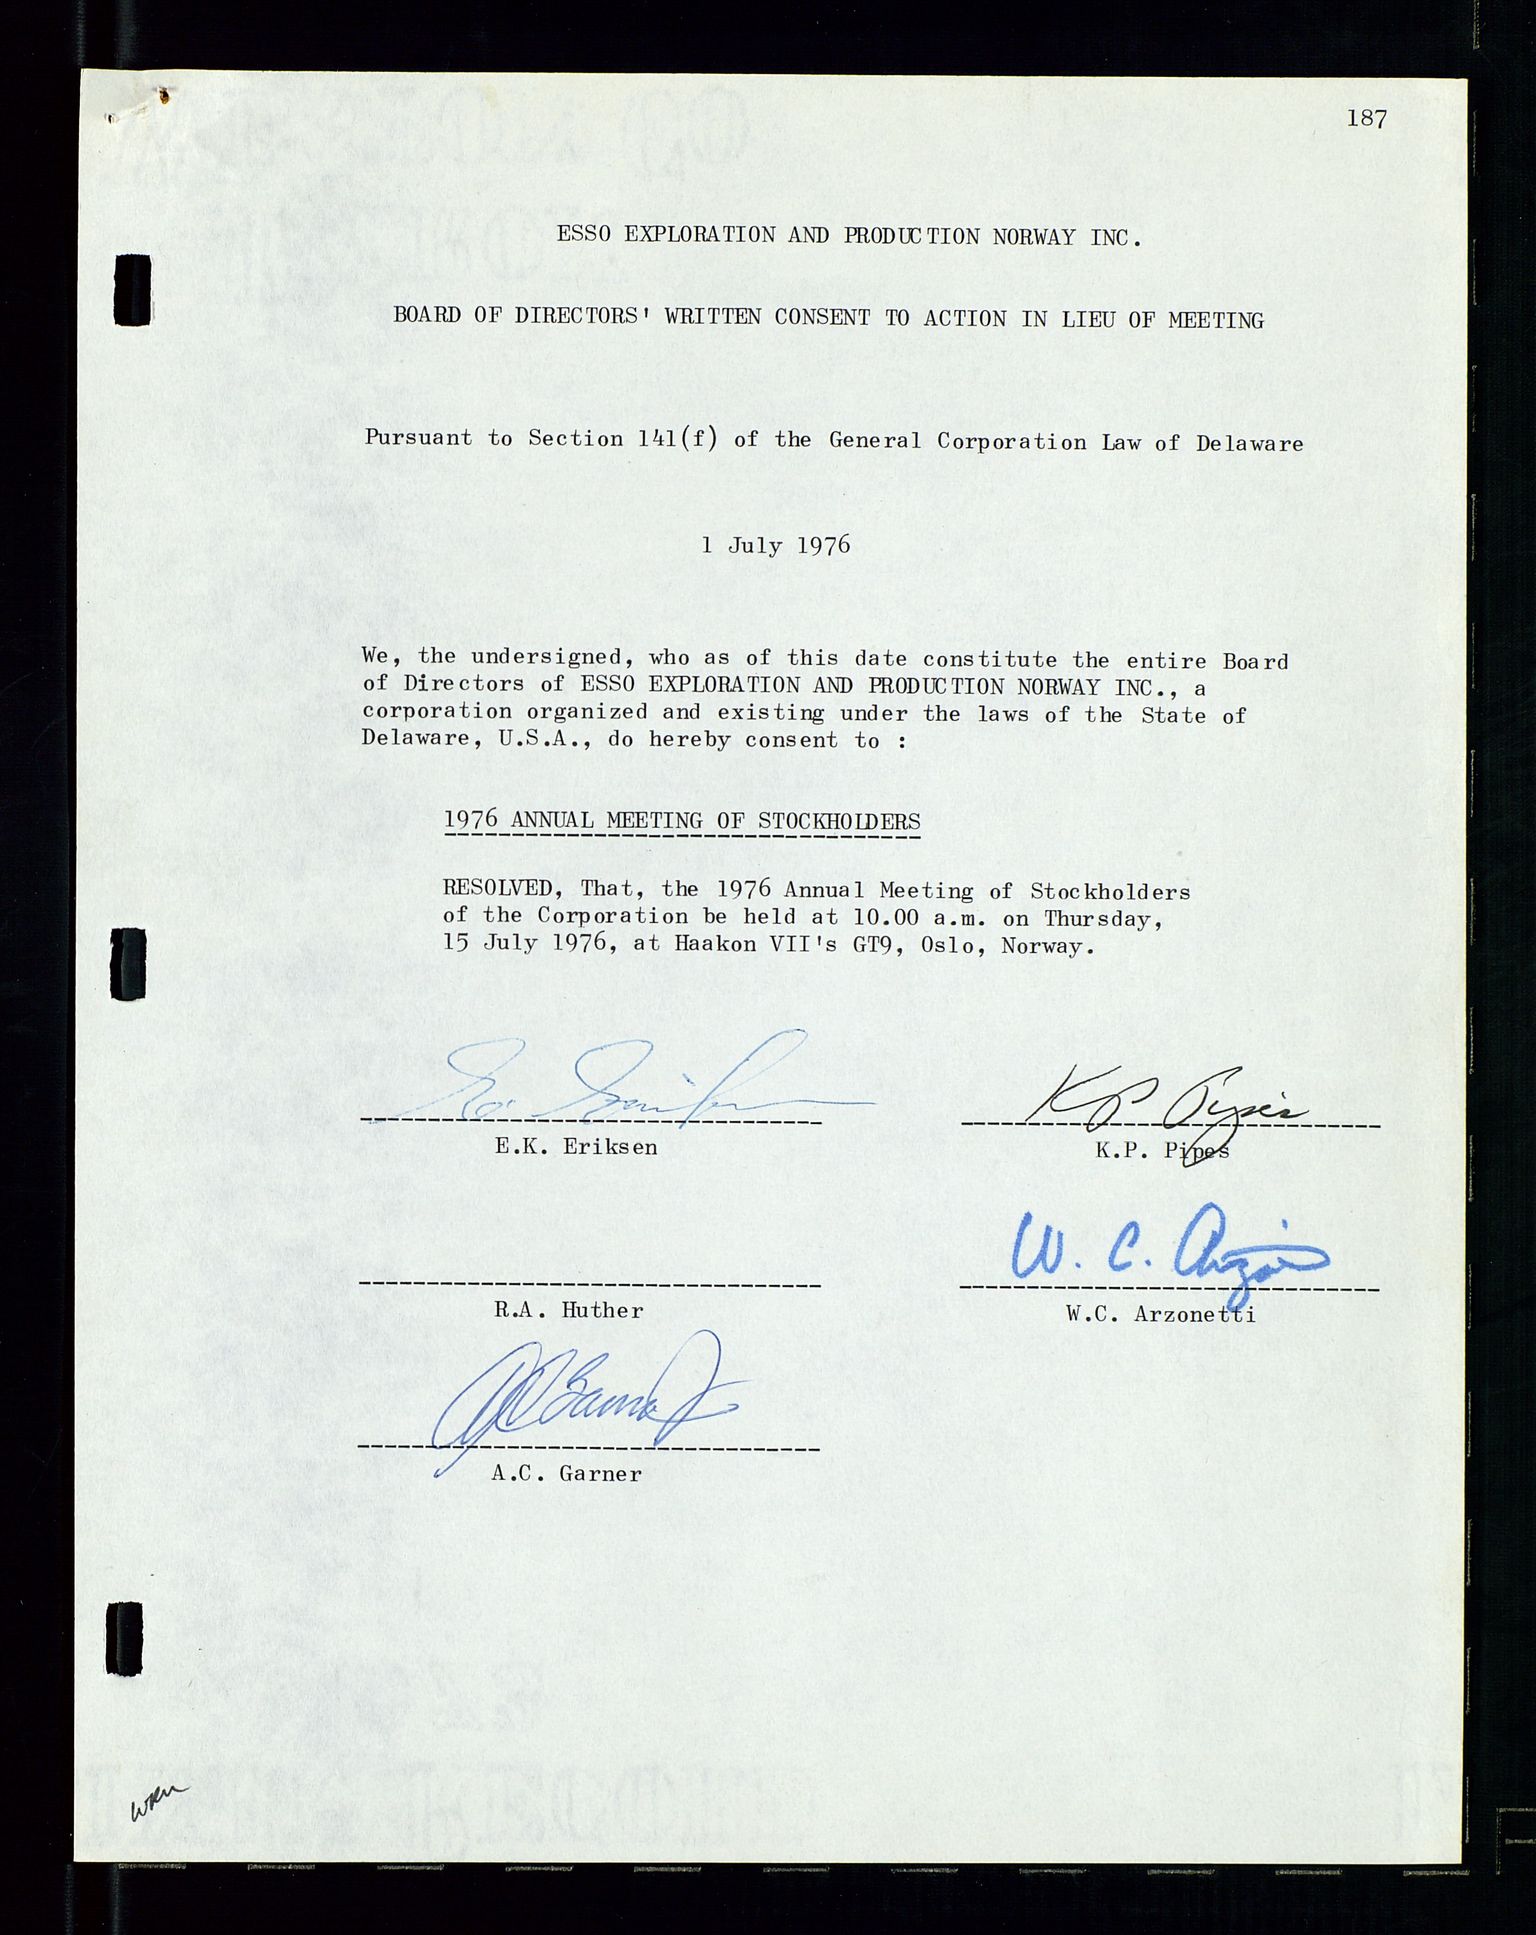 187
ESSO EXPLORATION AND PRODUCTION NORWAY INC.
BOARD OF DIRECTORS' WRITTEN CONSENT TO ACTION IN LIEU OF MEETING
Pursuant to Section 141(f) of the General Corporation Law of Delaware
1 July 1976
We, the undersigned, who as of this date constitute the entire Board
of Directors of ESSO EXPLORATION AND PRODUCTION NORWAY INC., a
corporation organized and existing under the laws of the State of
Delaware, U.S.A., do hereby consent to :
1976 ANNUAL MEETING OF STOCKHOLDERS
RESOLVED, That, the 1976 Annual Meeting of Stockholders
of the Corporation be held at 10.00 a.m. on Thursday,
15 July 1976, at Haakon VII's GT9, Oslo, Norway.
KP Pipes
E.K. Eriksen
K.P. Pipes
W. C.
R.A. Huther
W.C. Arzonetti
A.C. Garner